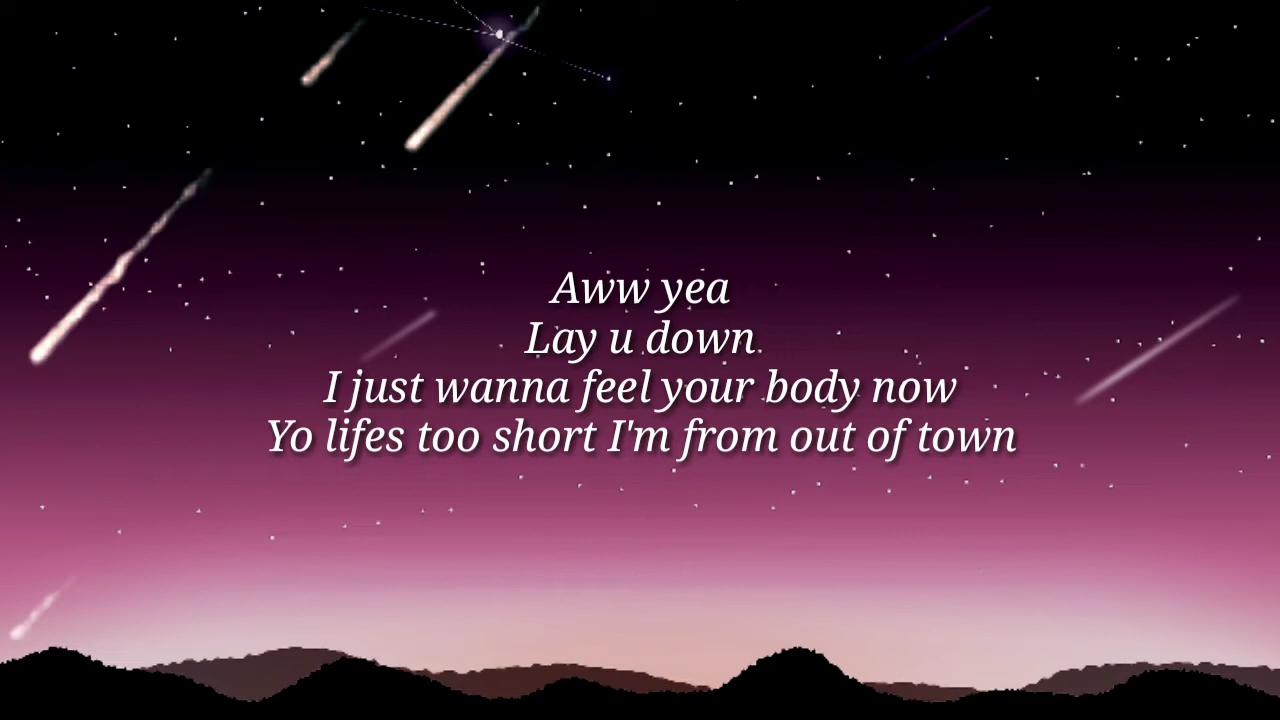 Aww yea
Lay u down
I just wanna feel your body now
Yo lifes too short I'm from out of town